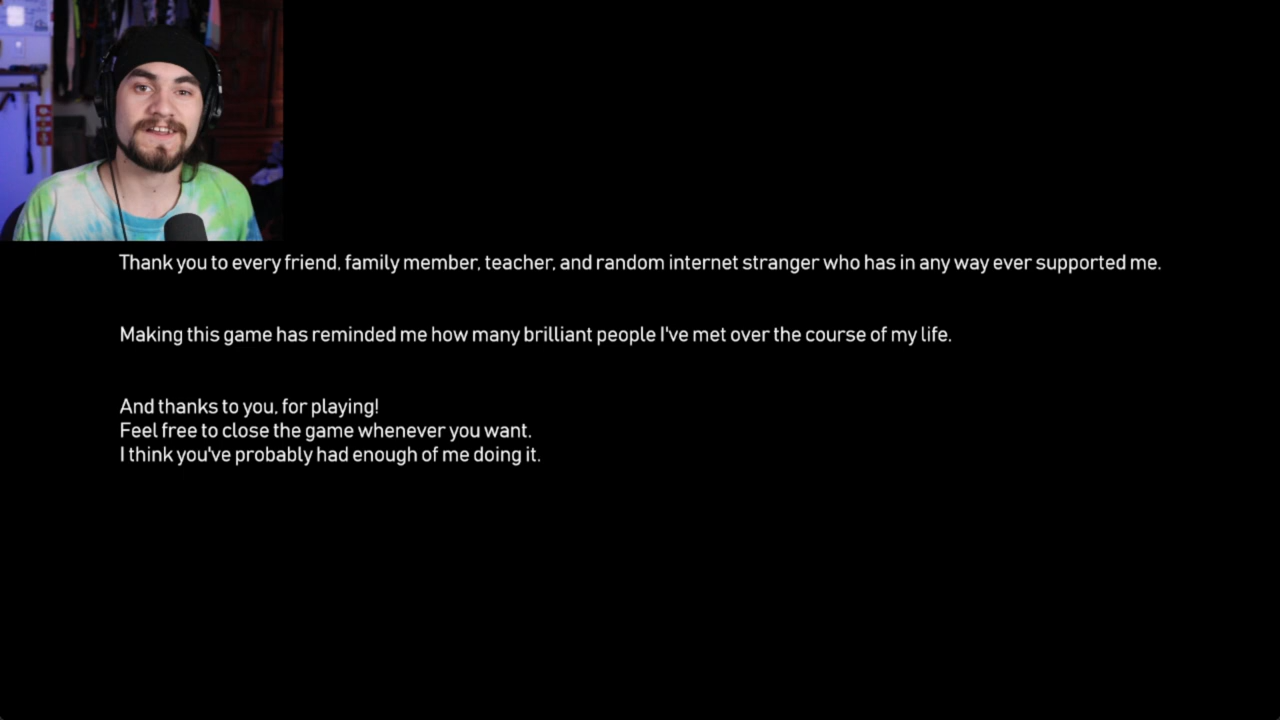 Thank you to every friend, family member, teacher, and random internet stranger who has in any way ever supported me.
Making this game has reminded me how many brilliant people I've met over the course of my life.
And thanks to you, for playing!
Feel free to close the game whenever you want.
I think you've probably had enough of me doing it.